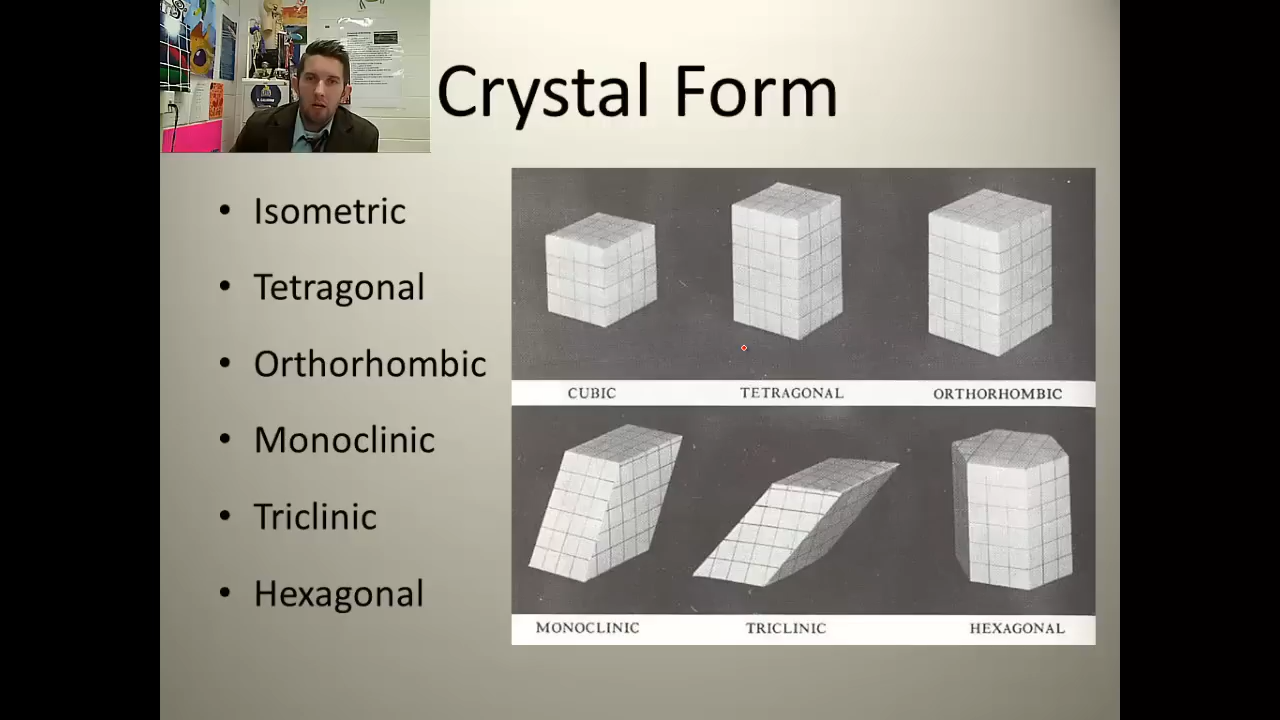 Crystal Form
• Isometric
• Tetragonal
• Orthorhombic
• Monoclinic
• Triclinic
• Hexagonal
CUBIC TETRAGONAL ORTHORHOMBIC
MONOCLINIC TRICLINIC HEXAGONAL